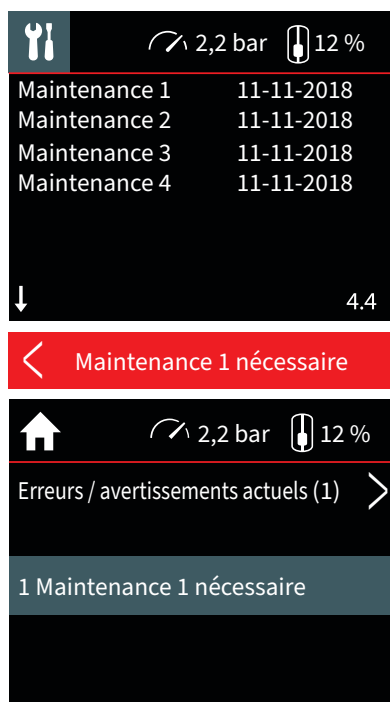 2,2 bar 12 %
Maintenance 1 11-11-2018
Maintenance 2 11-11-2018
Maintenance 3 11-11-2018
Maintenance 4 11-11-2018
4.4
Maintenance 1 nécessaire
2,2 bar 12 %
Erreurs / avertissements actuels (1)
1 Maintenance 1 nécessaire